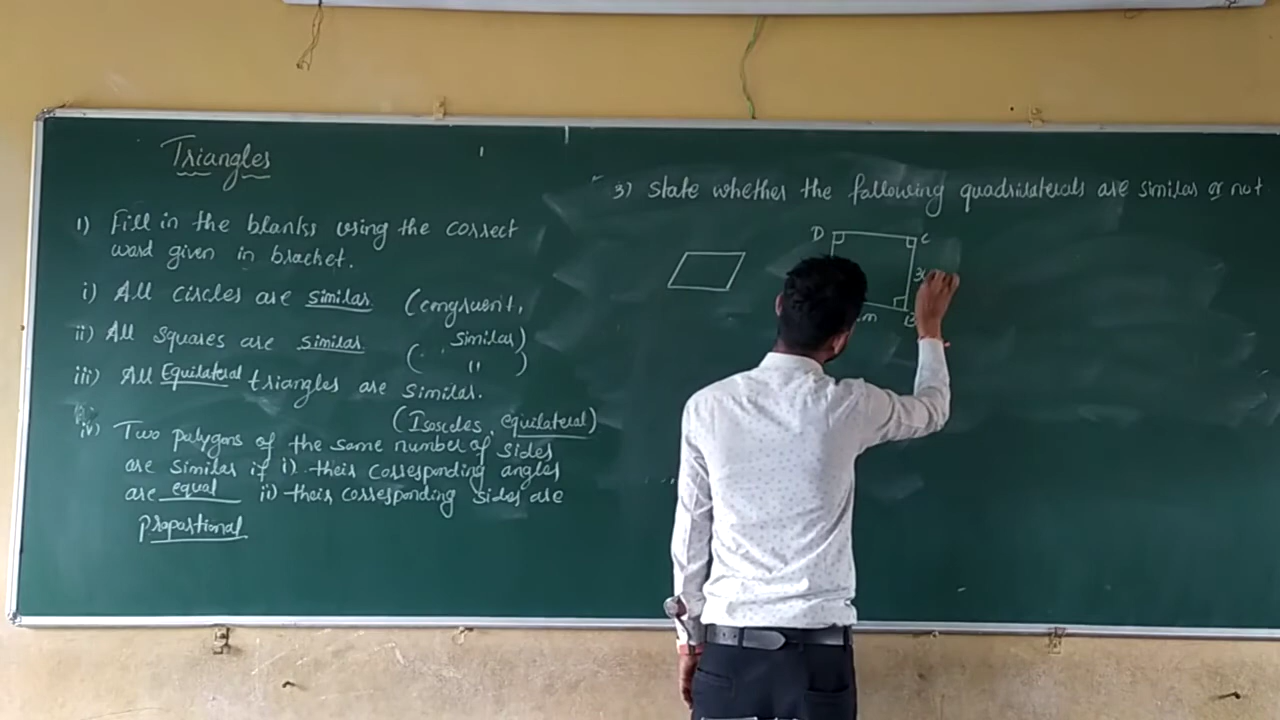 Triangles
1) Fill in the blanks using the correct
word given in bracket.
i) All circles are similar (congruent,
similar)
ii) All squares are similar ( " )
iii) All Equilateral triangles are similar.
(Isosceles, equilateral)
iv) Two polygons of the same number of sides
are similar if i) their corresponding angles
are equal ii) their corresponding sides are
proportional
3) State whether the following quadrilaterals are similar or not
D C
B